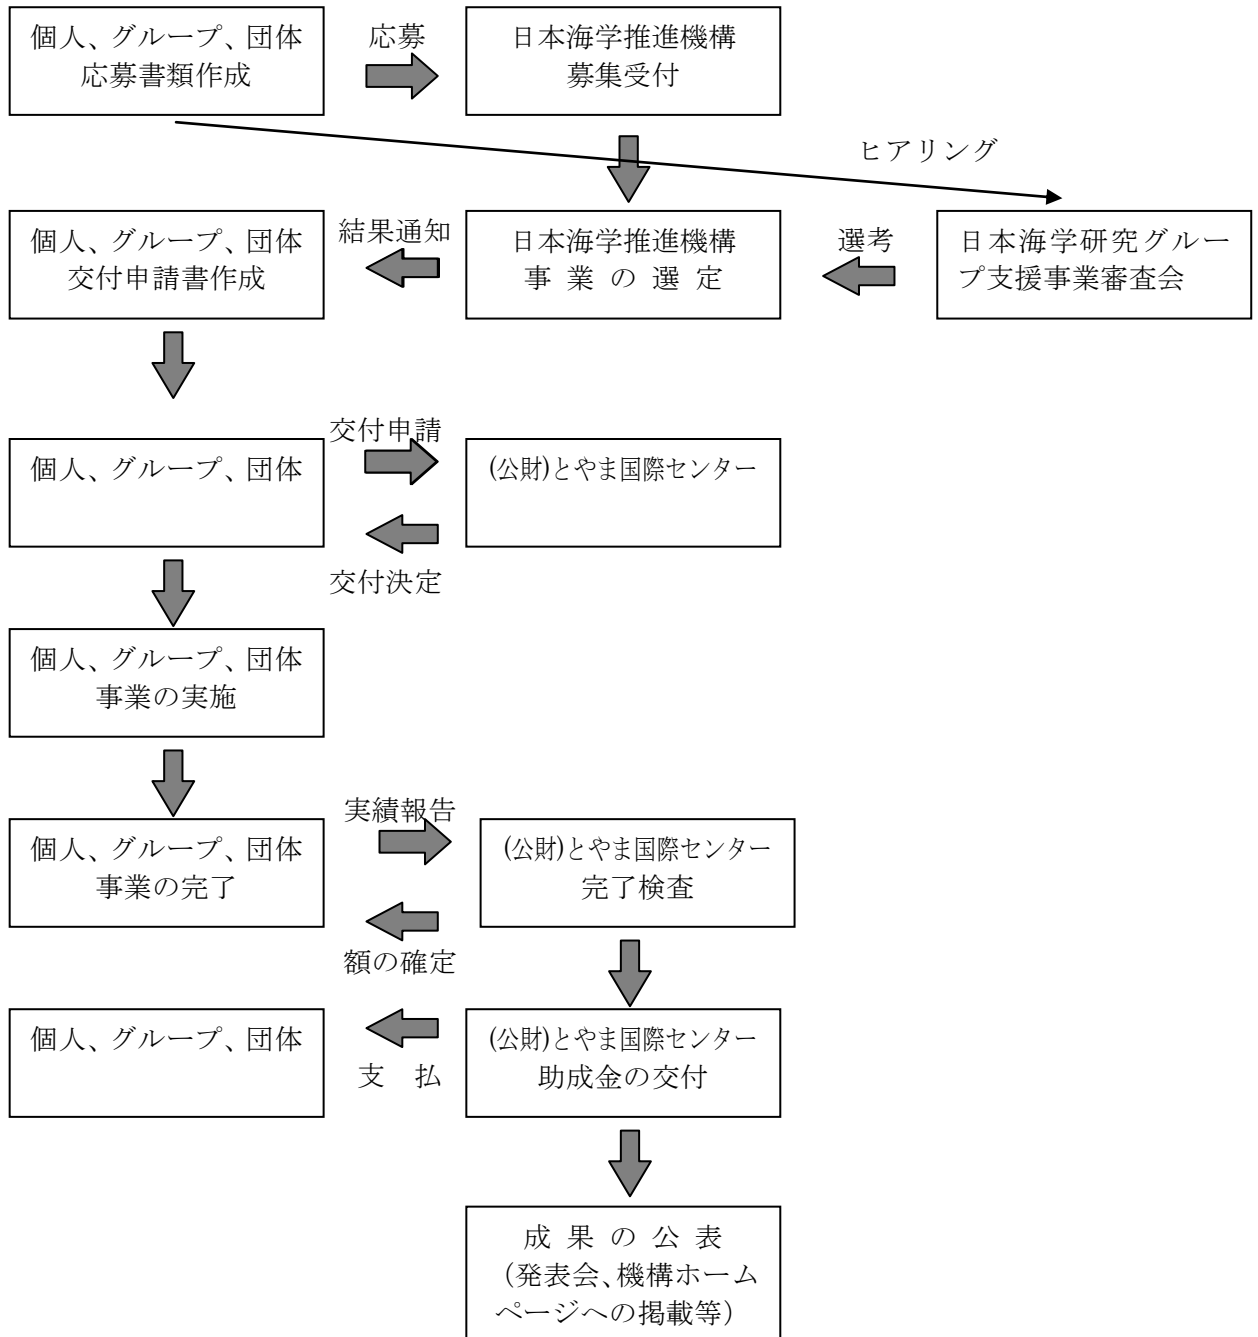 個人、グループ、団体
応募書類作成
応募
日本海学推進機構
募集受付
ヒアリング
個人、グループ、団体
交付申請書作成
結果通知
日本海学推進機構
事業の選定
選考
日本海学研究グルー
プ支援事業審査会
個人、グループ、団体
交付申請
(公財)とやま国際センター
交付決定
個人、グループ、団体
事業の実施
個人、グループ、団体
事業の完了
実績報告
(公財)とやま国際センター
完了検査
額の確定
個人、グループ、団体
支　払
(公財)とやま国際センター
助成金の交付
成果の公表
（発表会、機構ホーム
ページへの掲載等）